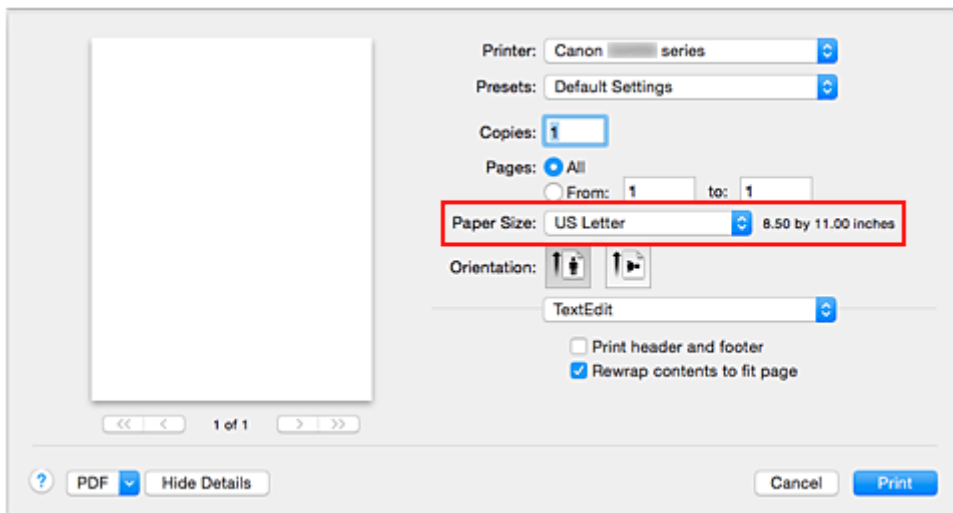 Printer: Canon series
Presets: Default Settings
Copies: 1
Pages: All
From: 1 to: 1
Paper Size: US Letter 8.50 by 11.00 inches
Orientation:
TextEdit
Print header and footer
Rewrap contents to fit page
<< < 1 of 1 > >>
? PDF Hide Details Cancel Print